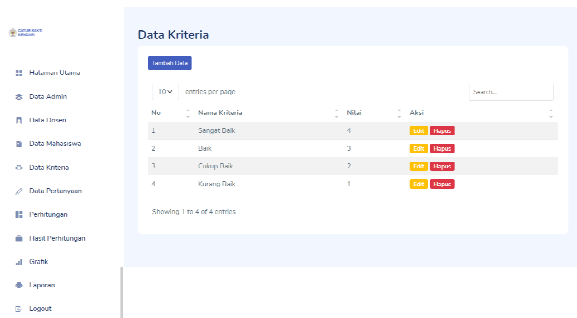 Halaman Utama
Data Admin
Data Dosen
Data Mahasiswa
Data Kriteria
Data Pertanyaan
Perhitungan
Hasil Perhitungan
Grafik
Laporan
Logout
Data Kriteria
Tambah Data
10 entries per page
Search...
No Nama Kriteria Nilai Aksi
1 Sangat Baik 4 Edit Hapus
2 Baik 3 Edit Hapus
3 Cukup Baik 2 Edit Hapus
4 Kurang Baik 1 Edit Hapus
Showing 1 to 4 of 4 entries